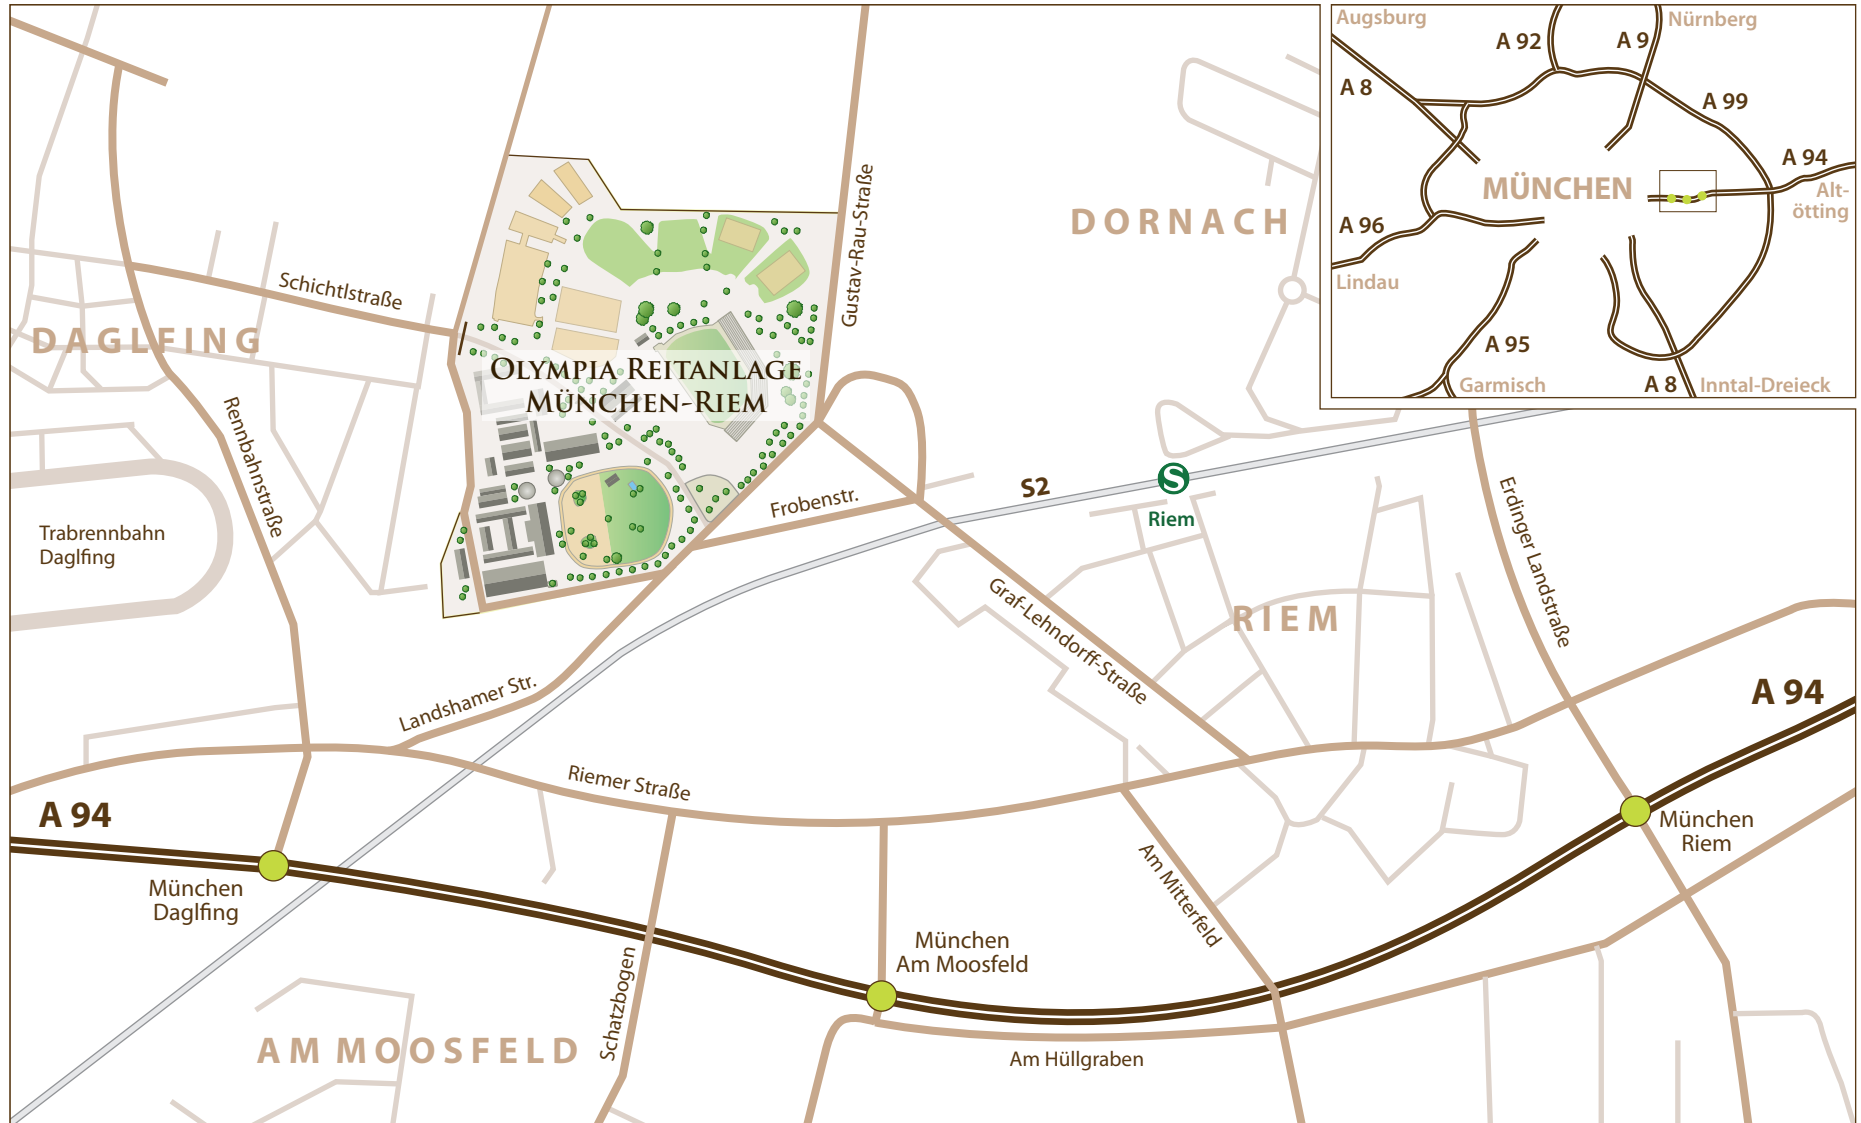 Augsburg
Nürnberg
A 92
A 9
A 8
A 99
A 94
MÜNCHEN
Alt-
ötting
A 96
Lindau
A 95
Garmisch
A 8
Inntal-Dreieck
DORNACH
Gustav-Rau-Straße
Schichtlstraße
DAGLFING
OLYMPIA REITANLAGE
MÜNCHEN-RIEM
Rennbahnstraße
Trabrennbahn
Daglfing
Frobenstr.
S2
S
Riem
Erdinger Landstraße
Graf-Lehndorff-Straße
RIEM
Landshamer Str.
A 94
Riemer Straße
A 94
München
Daglfing
München
Riem
Am Mitterfeld
München
Am Moosfeld
Schatzbogen
AM MOOSFELD
Am Hüllgraben